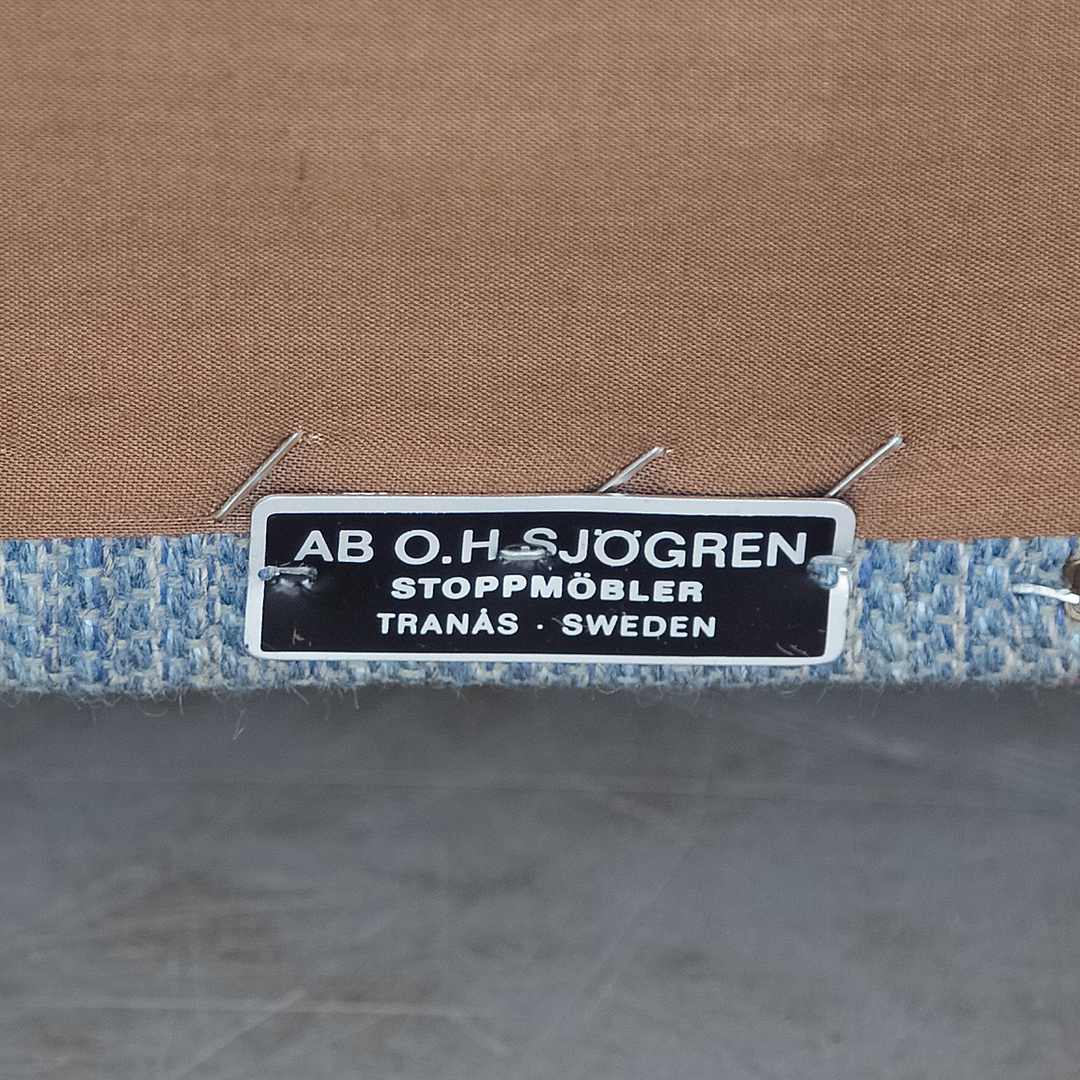 AB O.H. SJÖGREN
STOPPMÖBLER
TRANÅS · SWEDEN